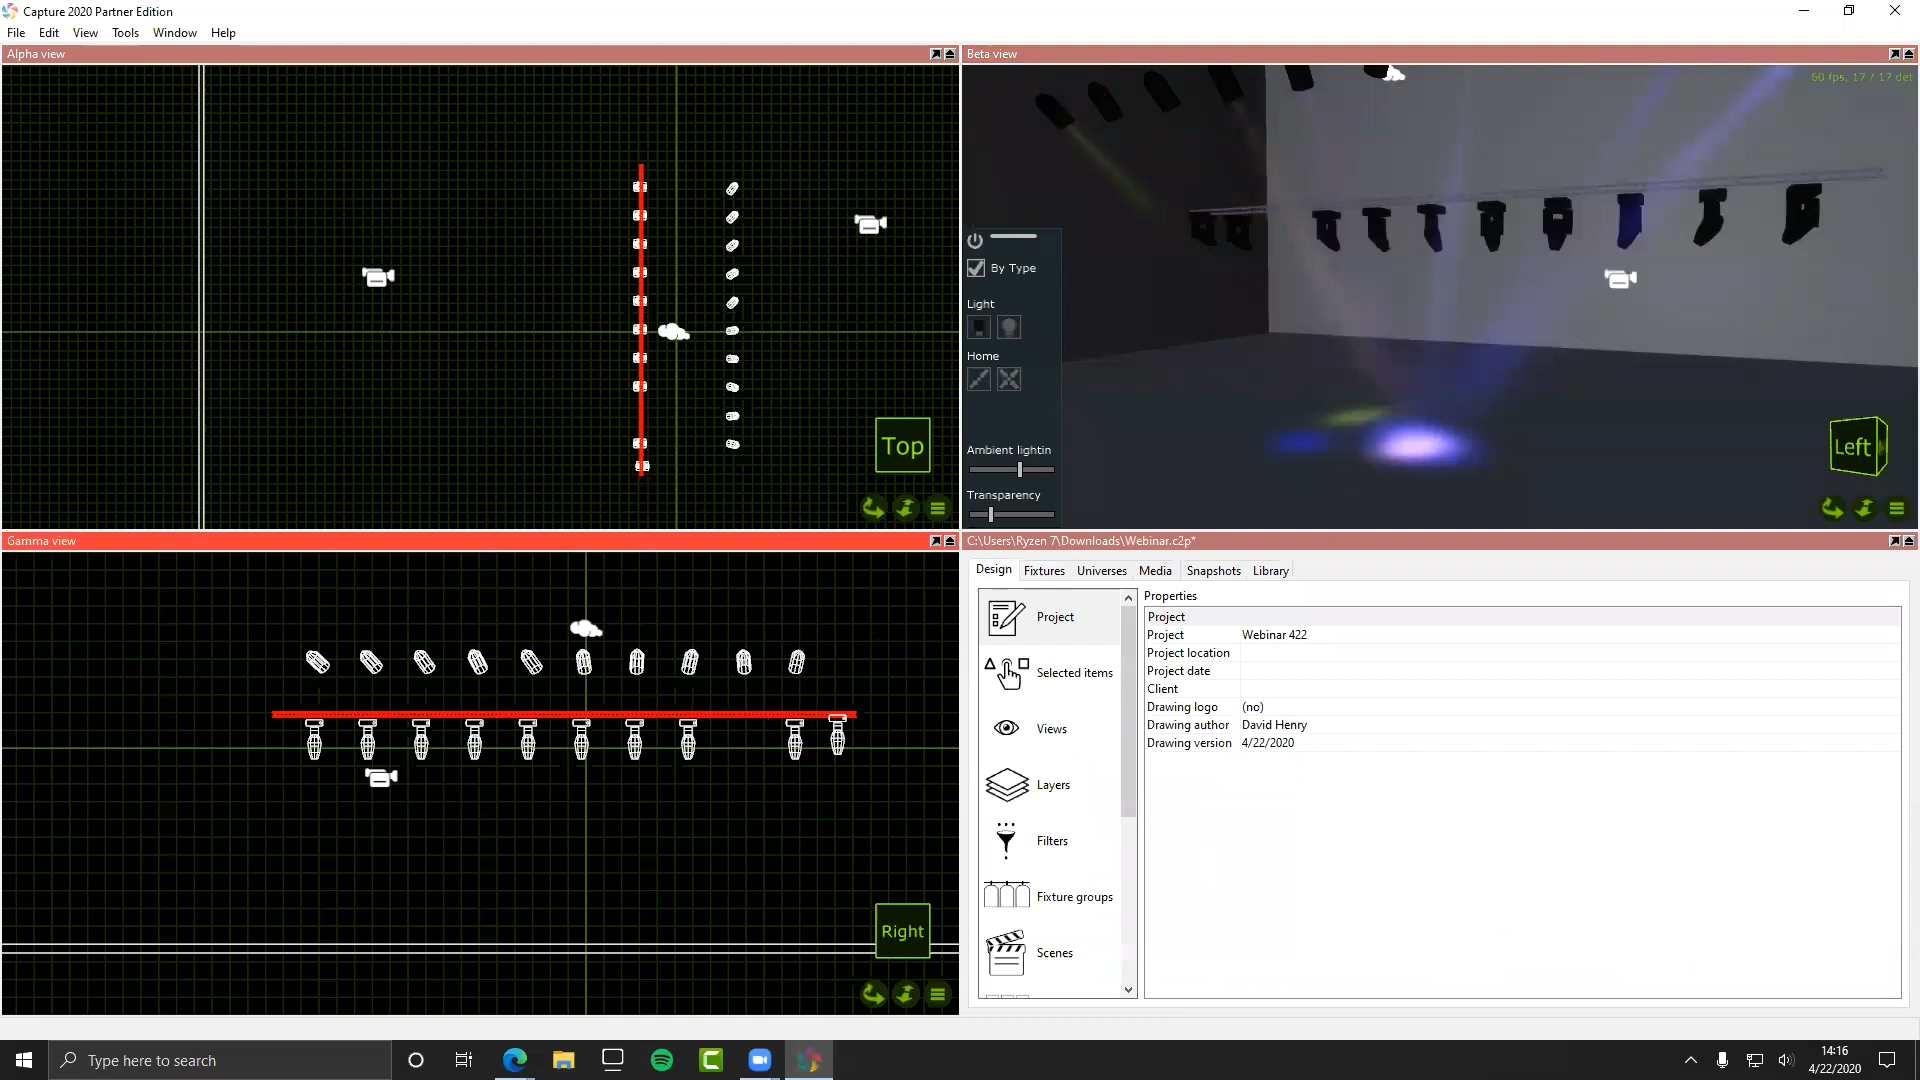 Capture 2020 Partner Edition
File Edit View Tools Window Help
Alpha view
Top
Beta view
60 fps, 17 / 17 det
By Type
Light
Home
Ambient lightin
Transparency
Left
Gamma view
Right
C:\Users\Ryzen 7\Downloads\Webinar.c2p*
Design Fixtures Universes Media Snapshots Library
Project
Selected items
Views
Layers
Filters
Fixture groups
Scenes
Properties
Project
Project Webinar 422
Project location
Project date
Client
Drawing logo (no)
Drawing author David Henry
Drawing version 4/22/2020
Type here to search
14:16
4/22/2020